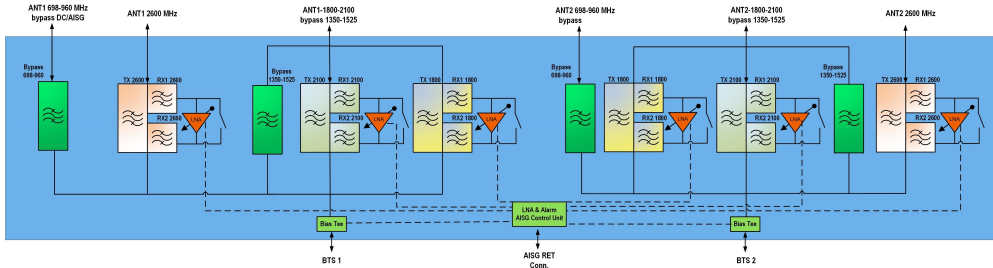 ANT1 698-960 MHz
bypass DC/AISG
ANT1 2600 MHz
ANT1-1800-2100
bypass 1350-1525
ANT2 698-960 MHz
bypass
ANT2-1800-2100
bypass 1350-1525
ANT2 2600 MHz
Bypass
698-960
TX 2600
RX1 2600
RX2 2600
LNA
Bypass
1350-1525
TX 2100
RX1 2100
RX2 2100
LNA
TX 1800
RX1 1800
RX2 1800
LNA
Bypass
698-960
TX 1800
RX1 1800
RX2 1800
LNA
TX 2100
RX1 2100
RX2 2100
LNA
Bypass
1350-1525
TX 2600
RX1 2600
RX2 2600
LNA
Bias Tee
LNA & Alarm
AISG Control Unit
Bias Tee
BTS 1
AISG RET
Conn.
BTS 2